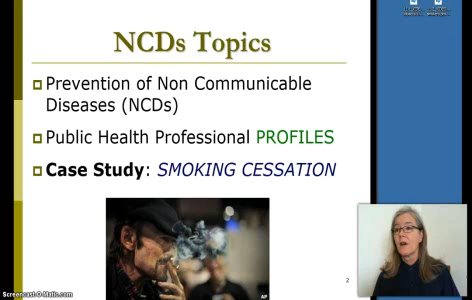 NCDs Topics
Prevention of Non Communicable
Diseases (NCDs)
Public Health Professional PROFILES
Case Study: SMOKING CESSATION
AP
2
Screencast-O-Matic.com